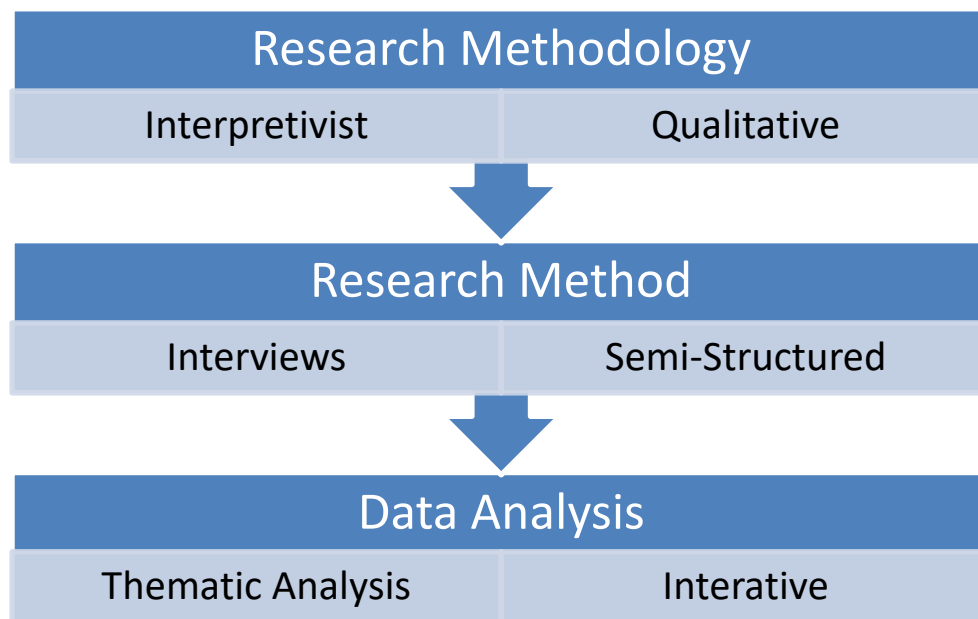 Research Methodology
Interpretivist Qualitative
Research Method
Interviews Semi-Structured
Data Analysis
Thematic Analysis Interative